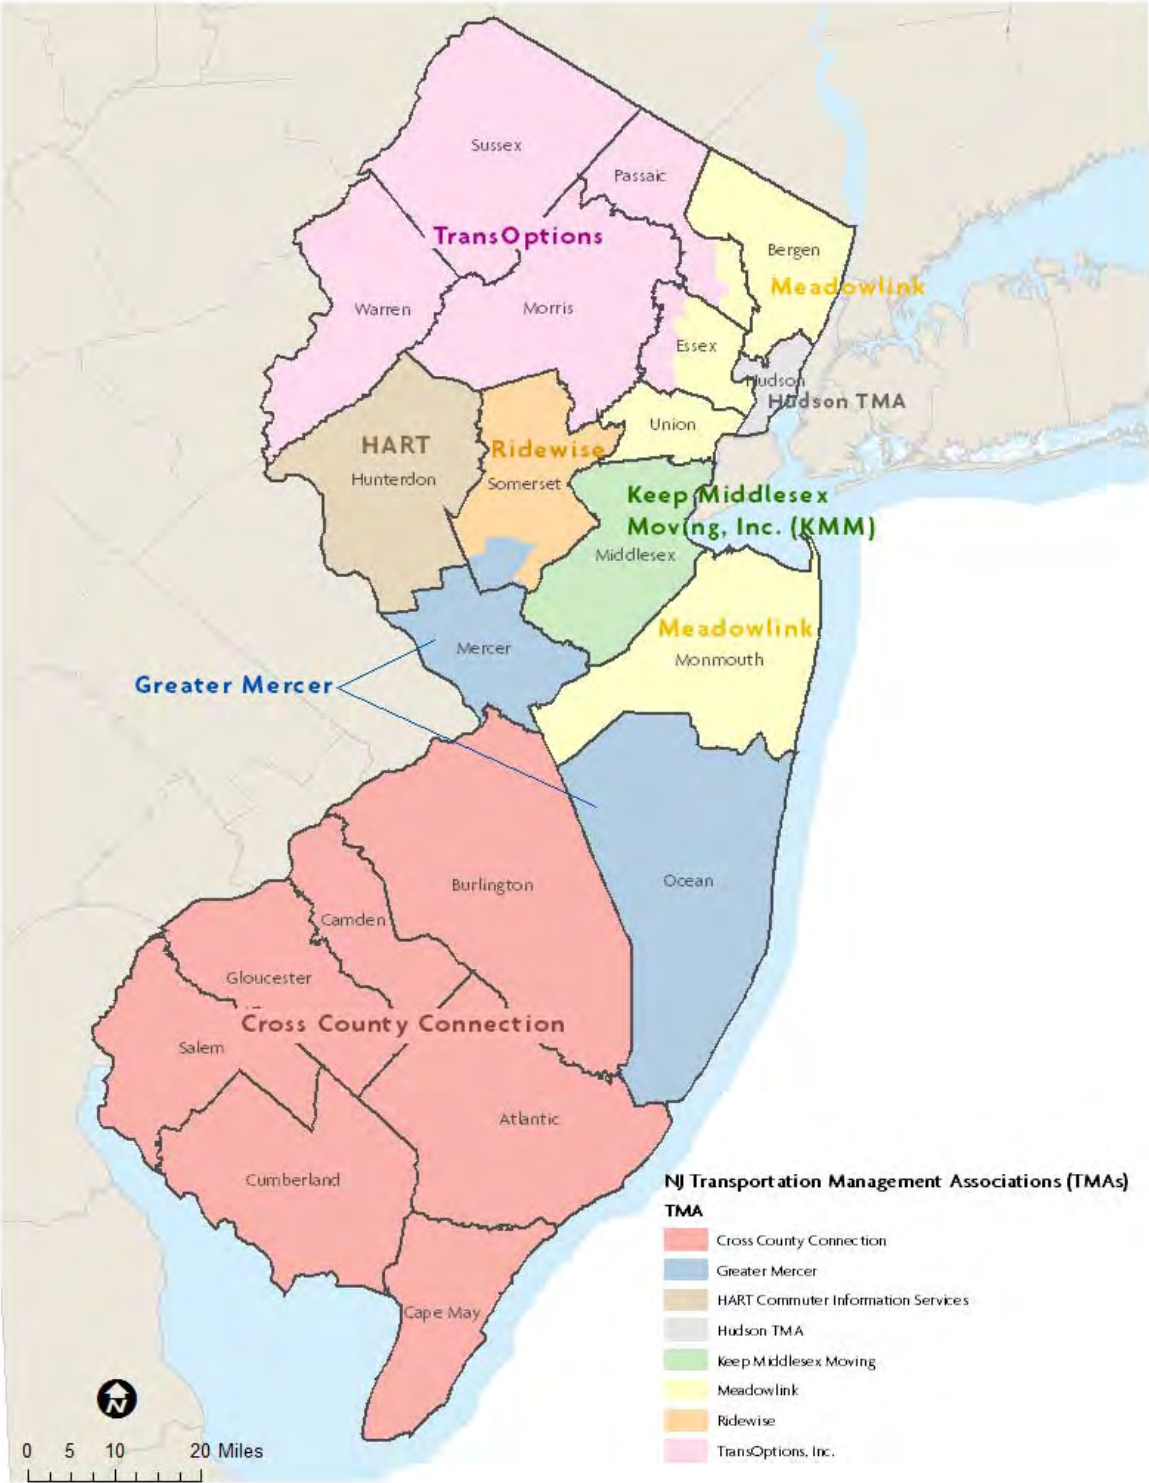 Sussex
Passaic
TransOptions
Bergen
Meadowlink
Warren
Morris
Essex
Hudson
Hudson TMA
Union
HART
Ridewise
Hunterdon
Somerset
Keep Middlesex
Moving, Inc. (KMM)
Middlesex
Meadowlink
Mercer
Monmouth
Greater Mercer
Burlington
Ocean
Camden
Gloucester
Cross County Connection
Salem
Atlantic
Cumberland
Cape May
NJ Transportation Management Associations (TMAs)
TMA
Cross County Connection
Greater Mercer
HART Commuter Information Services
Hudson TMA
Keep Middlesex Moving
Meadowlink
Ridewise
TransOptions, Inc.
N
0 5 10 20 Miles